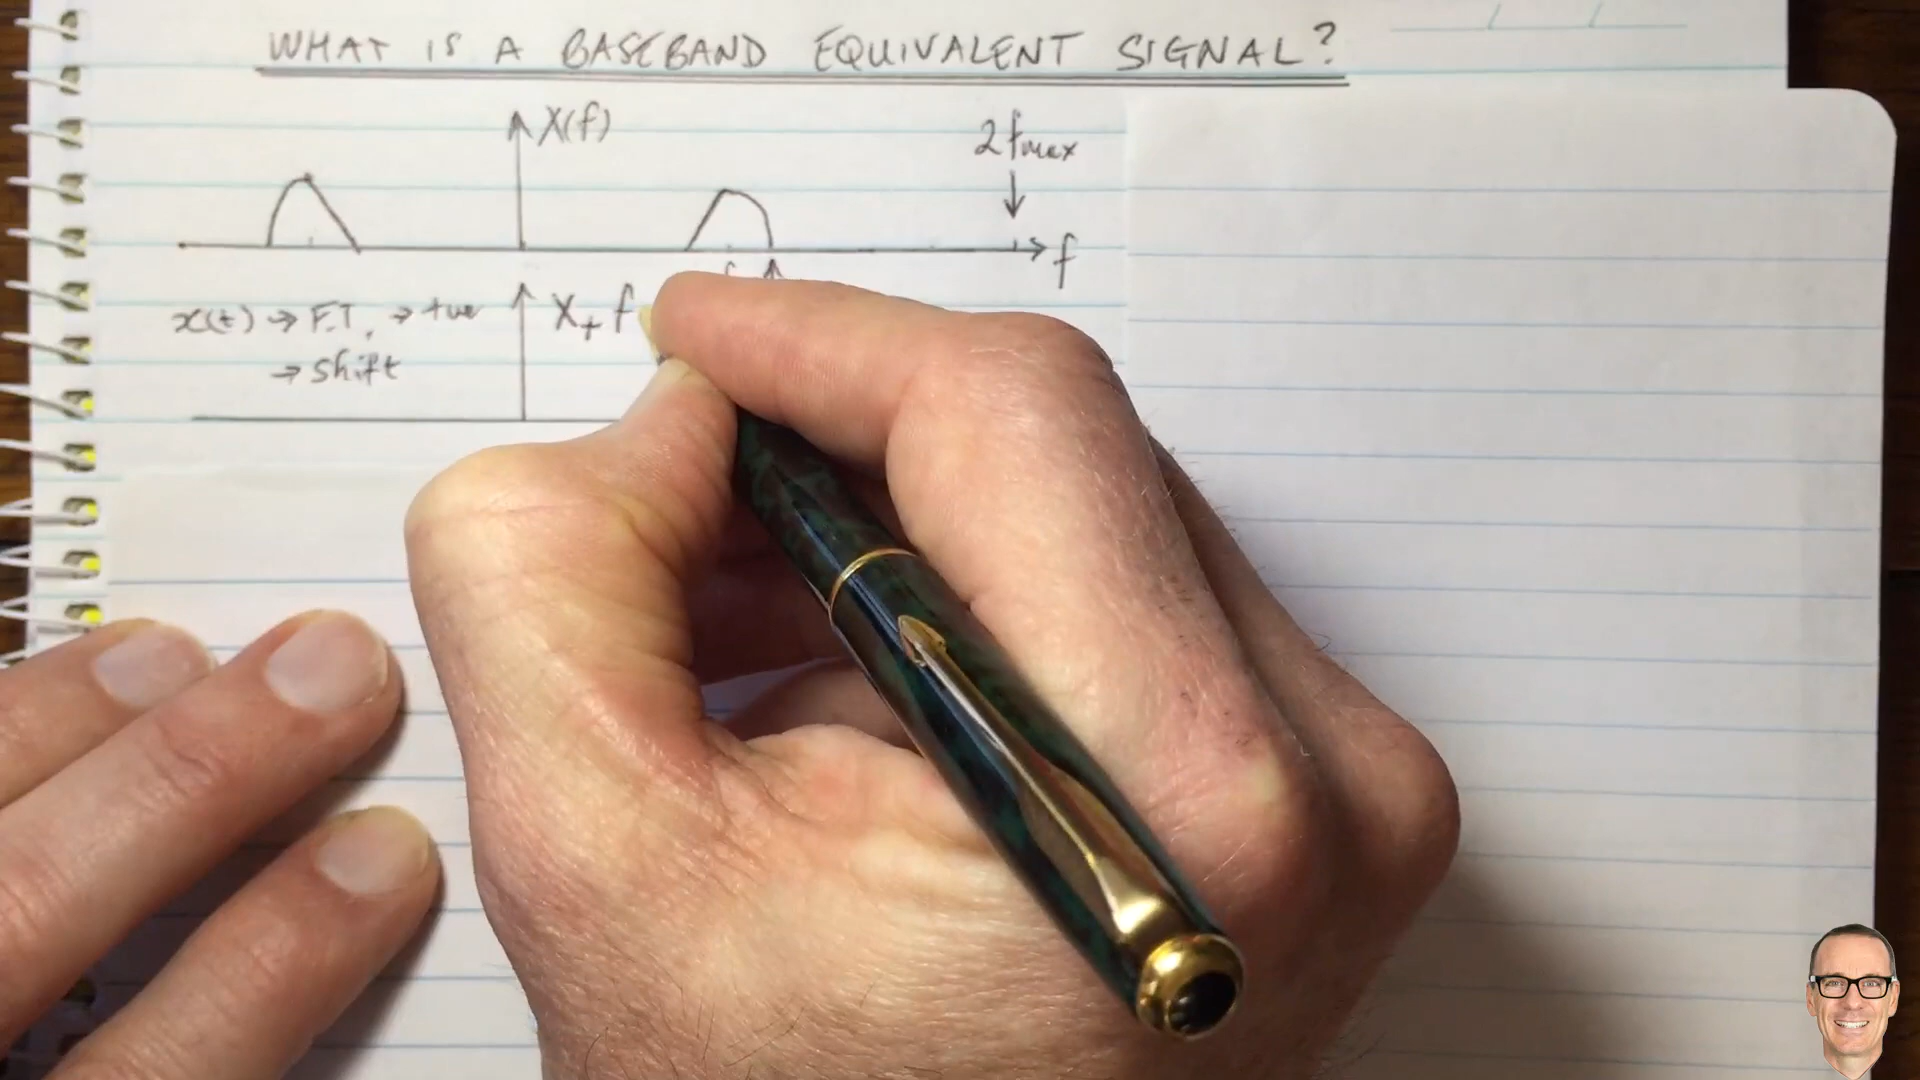 WHAT IS A BASEBAND EQUIVALENT SIGNAL?
X(f)
2fmax
f
x(t) → F.T. → +ve
→ shift
X+ f